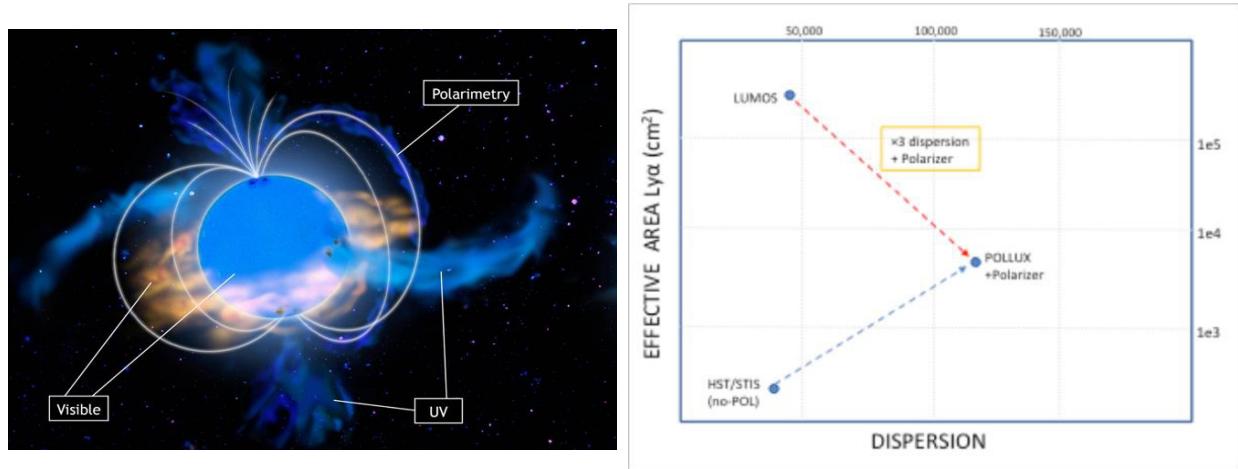 Polarimetry
Visible
UV
50,000
100,000
150,000
EFFECTIVE AREA Lyα (cm²)
LUMOS
×3 dispersion
+ Polarizer
1e5
1e4
POLLUX
+Polarizer
1e3
HST/STIS
(no-POL)
DISPERSION